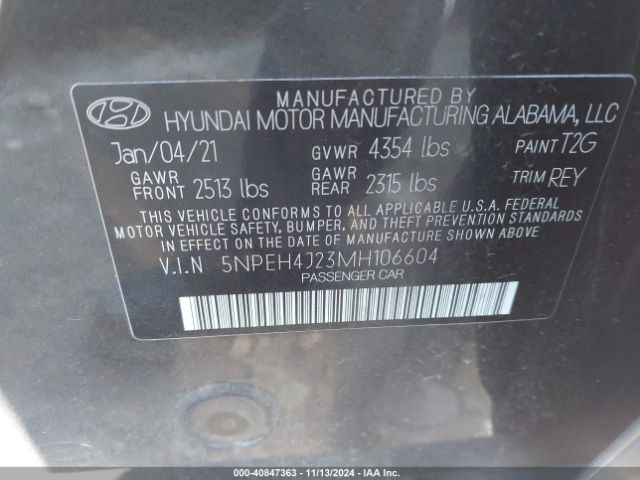 MANUFACTURED BY
HYUNDAI MOTOR MANUFACTURING ALABAMA, LLC
Jan/04/21 GVWR 4354 lbs PAINT T2G
GAWR FRONT 2513 lbs GAWR REAR 2315 lbs TRIM REY
THIS VEHICLE CONFORMS TO ALL APPLICABLE U.S.A. FEDERAL
MOTOR VEHICLE SAFETY, BUMPER, AND THEFT PREVENTION STANDARDS
IN EFFECT ON THE DATE OF MANUFACTURE SHOWN ABOVE.
V.I.N 5NPEH4J23MH106604
PASSENGER CAR
000-40847363 - 11/13/2024 - IAA Inc.